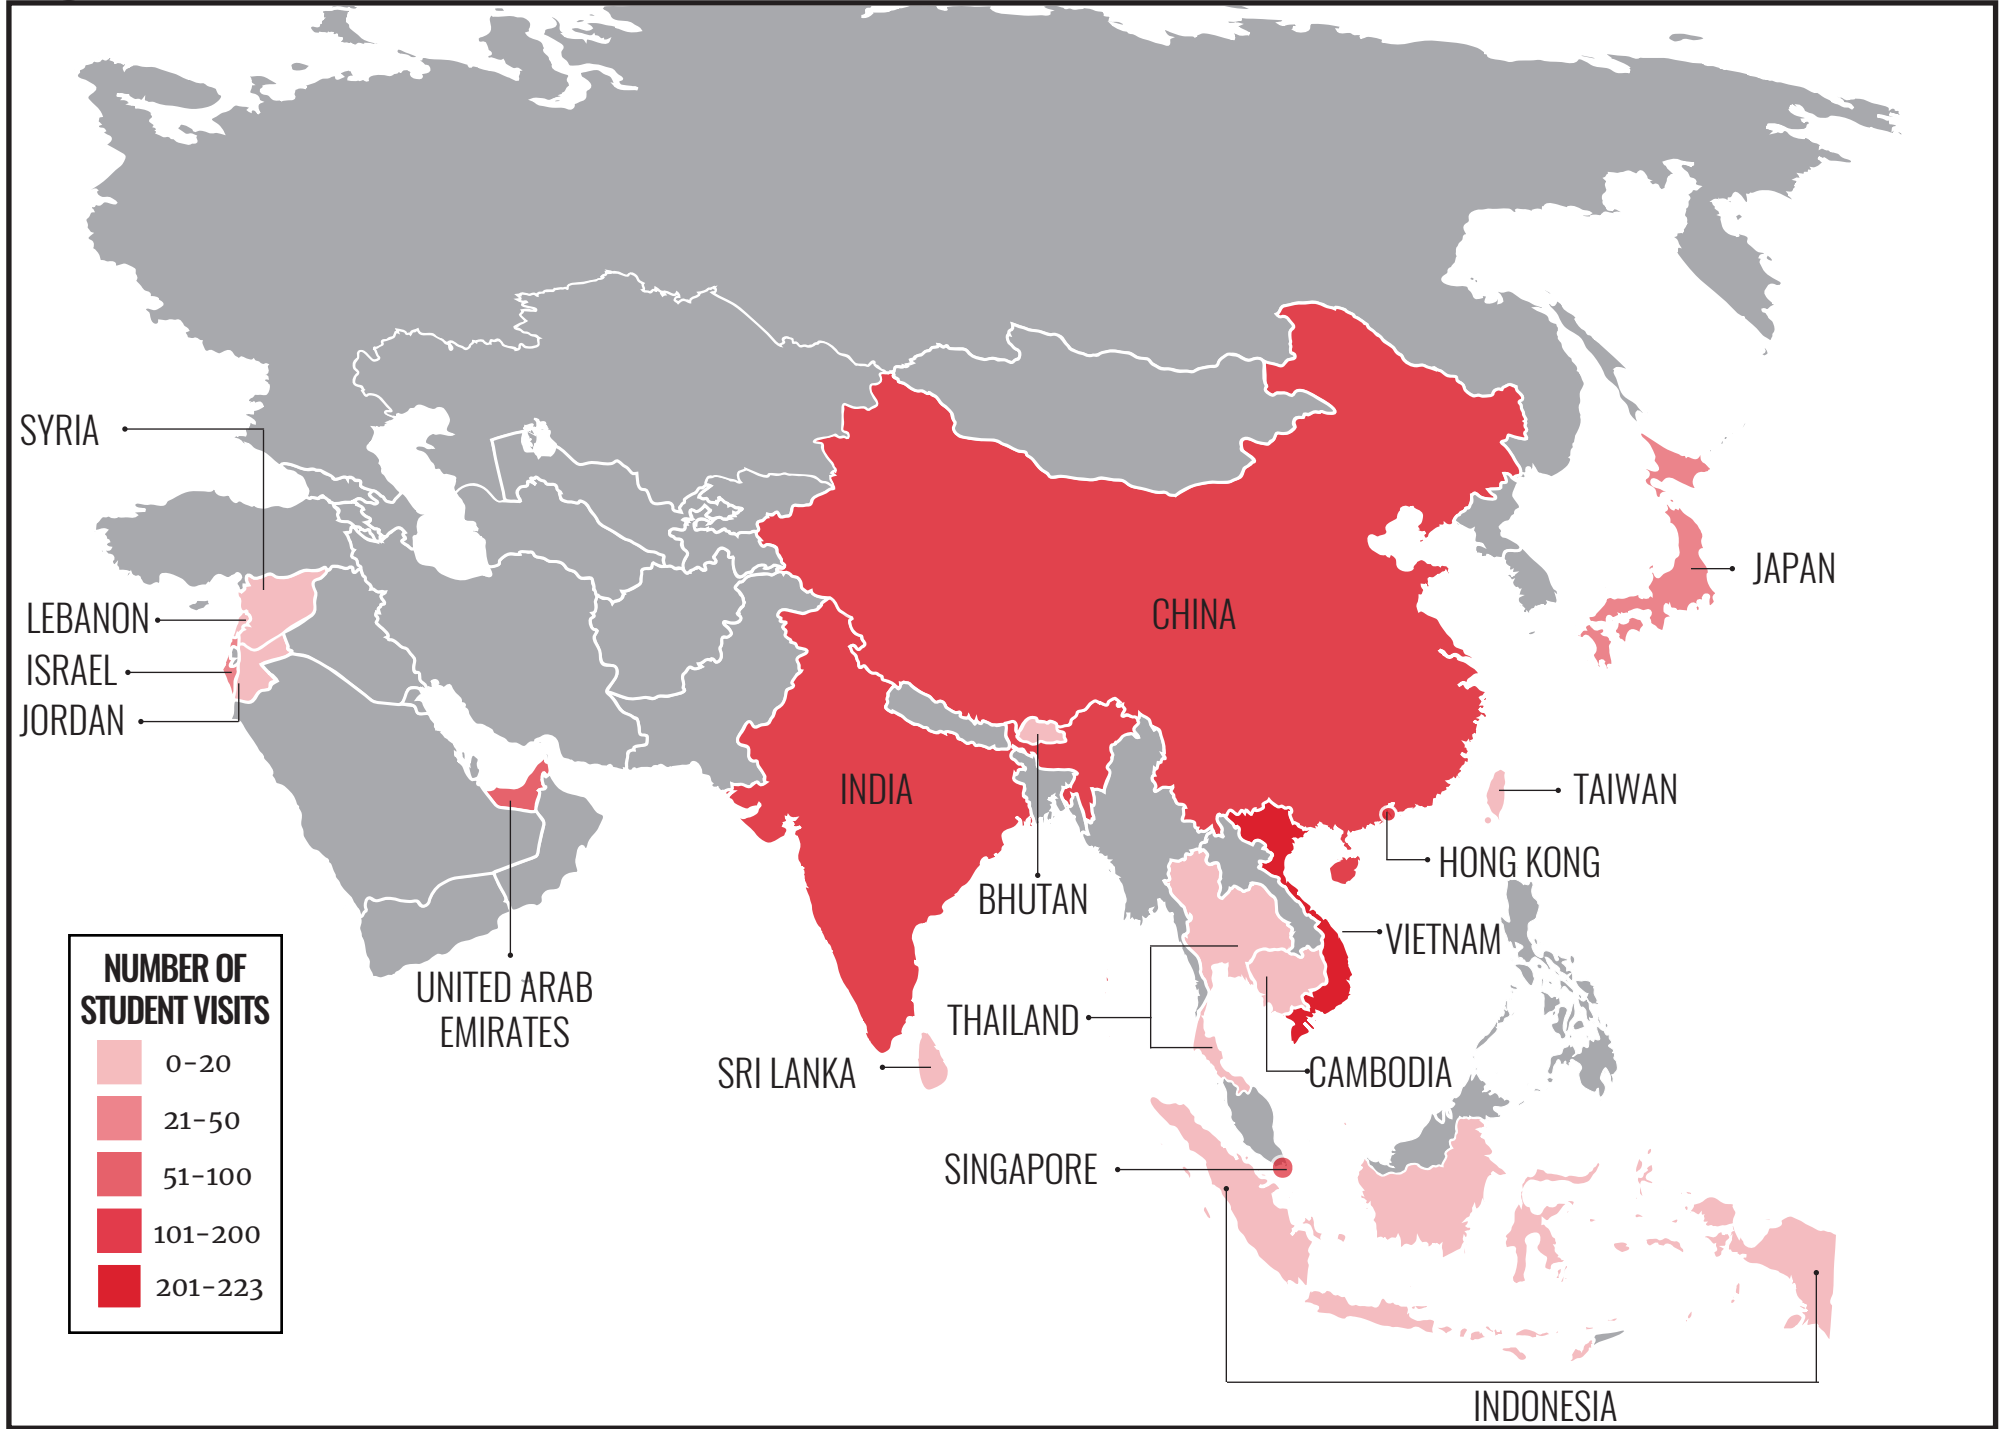 SYRIA
LEBANON
ISRAEL
JORDAN
JAPAN
CHINA
INDIA
TAIWAN
HONG KONG
BHUTAN
VIETNAM
UNITED ARAB
EMIRATES
THAILAND
SRI LANKA
CAMBODIA
SINGAPORE
INDONESIA
NUMBER OF
STUDENT VISITS
0-20
21-50
51-100
101-200
201-223